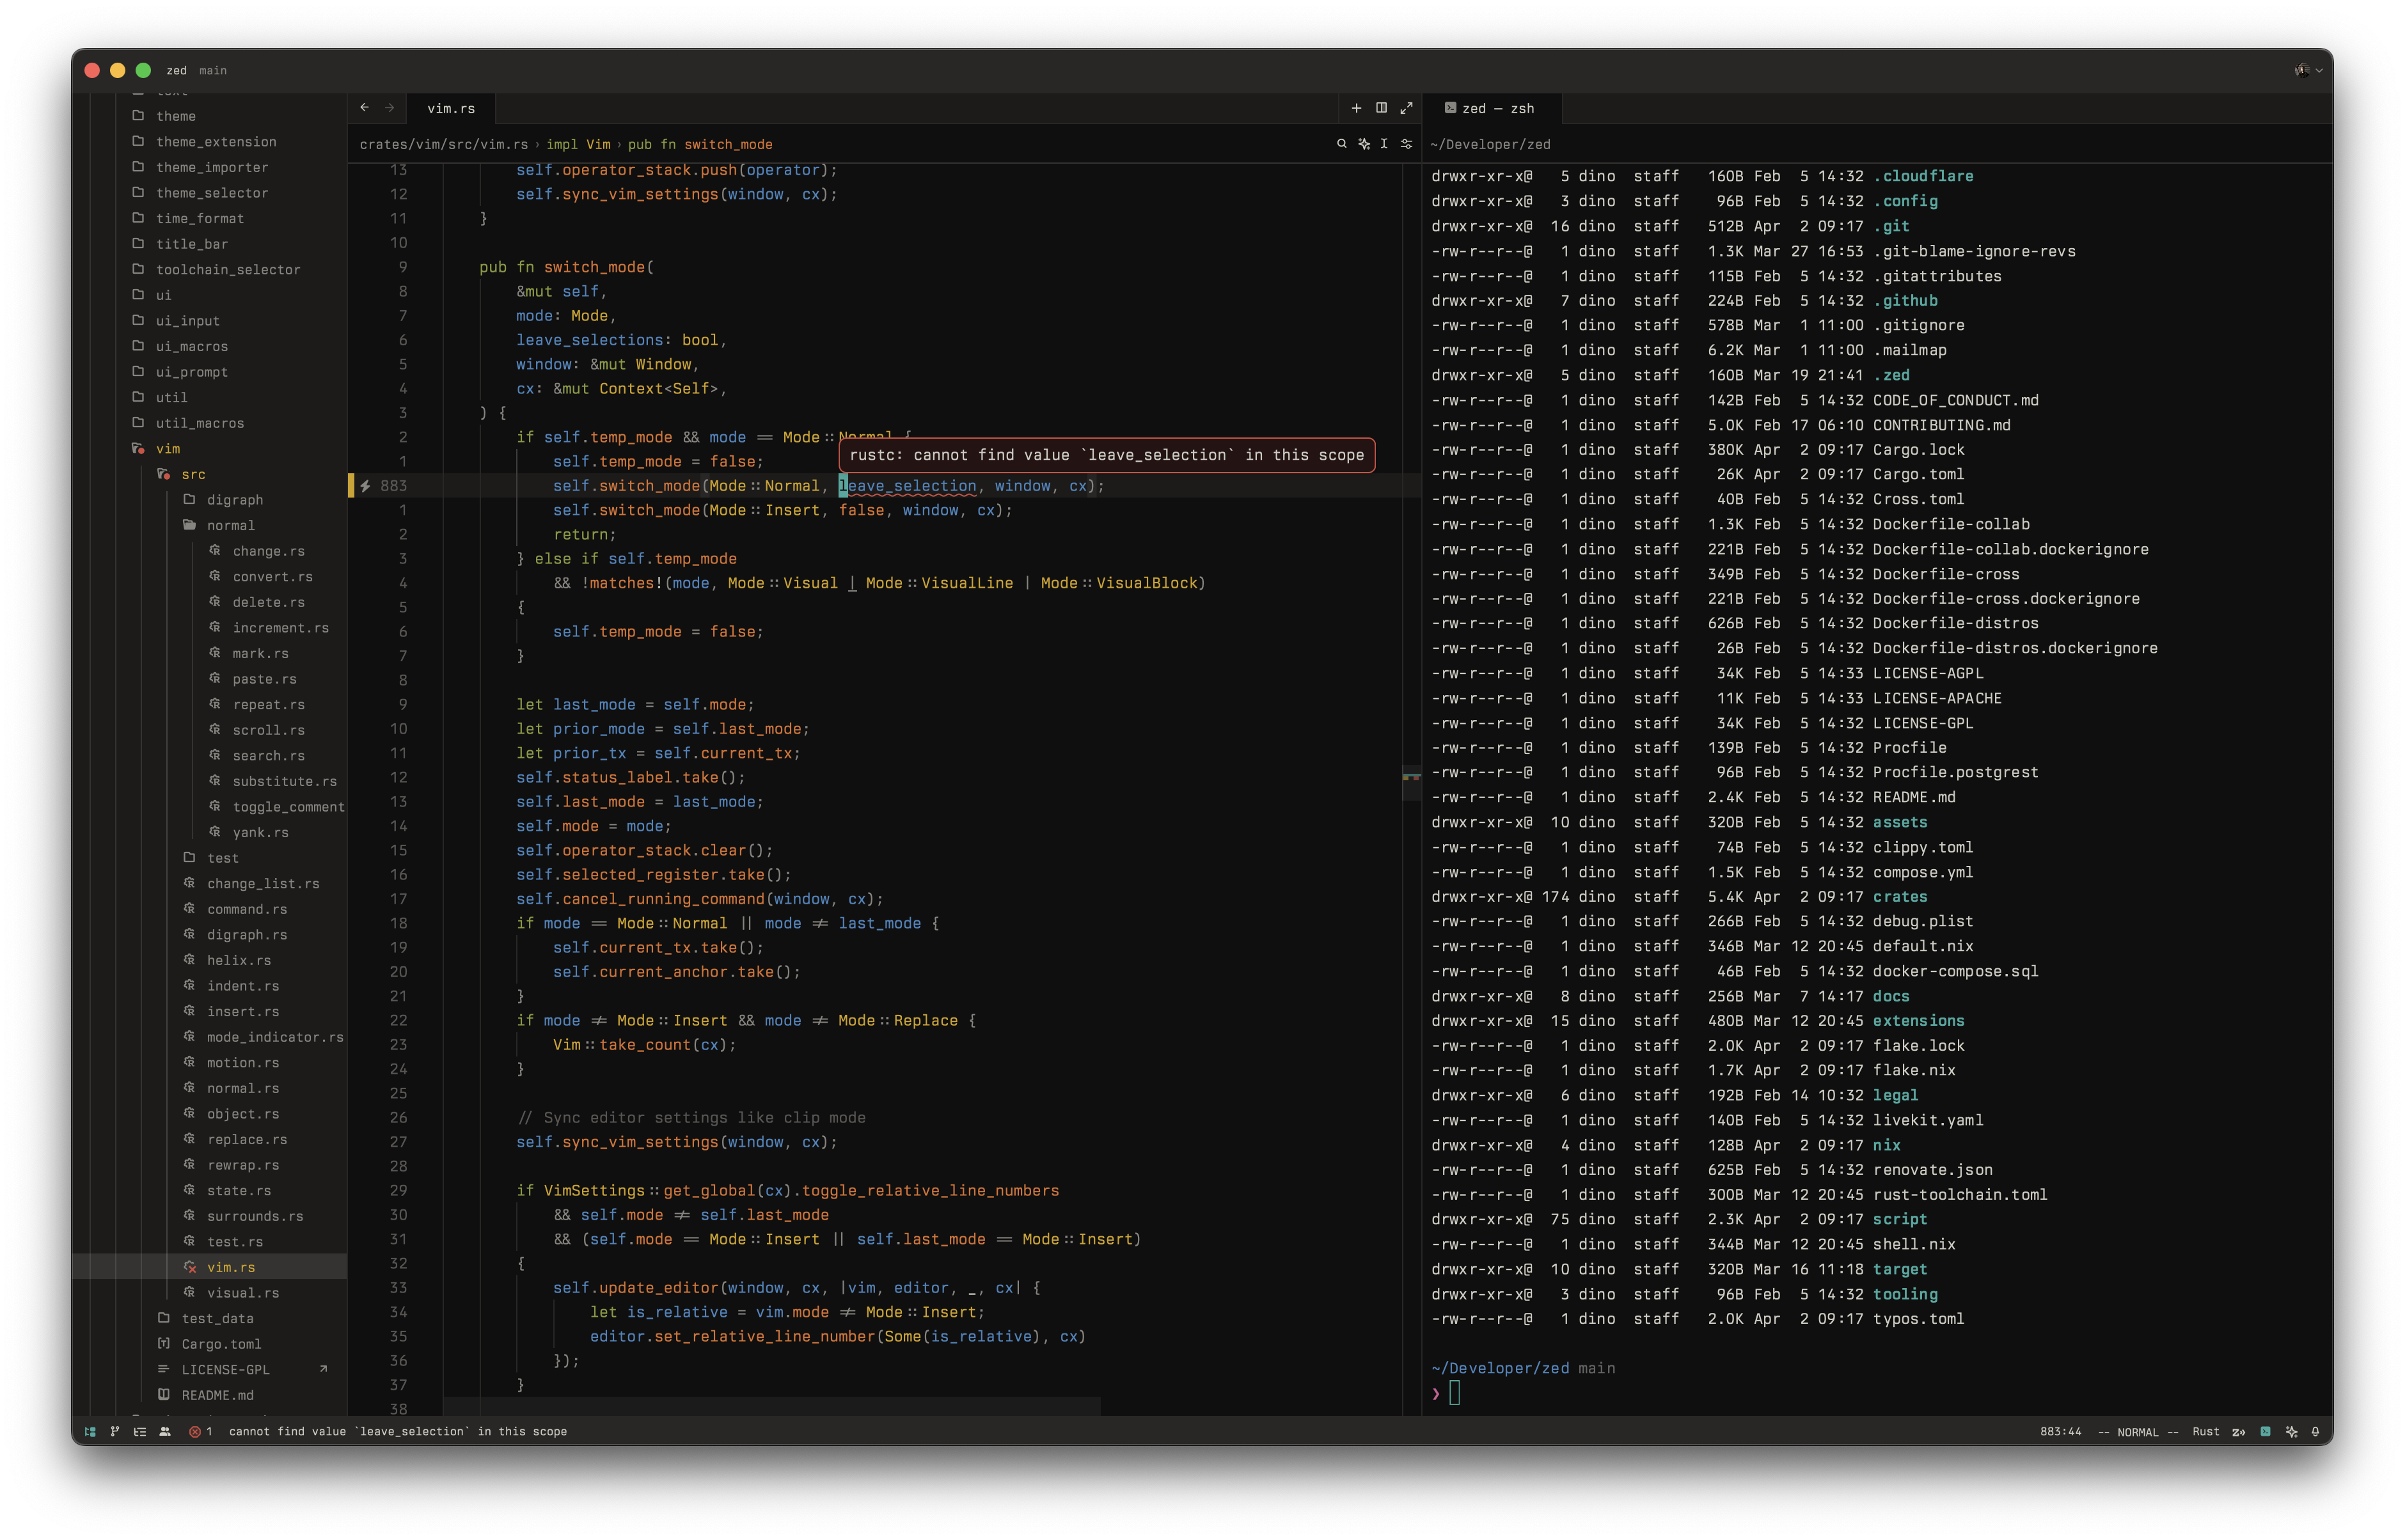 zed main
theme
theme_extension
theme_importer
theme_selector
time_format
title_bar
toolchain_selector
ui
ui_input
ui_macros
ui_prompt
util
util_macros
vim
src
digraph
normal
change.rs
convert.rs
delete.rs
increment.rs
mark.rs
paste.rs
repeat.rs
scroll.rs
search.rs
substitute.rs
toggle_comment
yank.rs
test
change_list.rs
command.rs
digraph.rs
helix.rs
indent.rs
insert.rs
mode_indicator.rs
motion.rs
normal.rs
object.rs
replace.rs
rewrap.rs
state.rs
surrounds.rs
test.rs
vim.rs
visual.rs
test_data
Cargo.toml
LICENSE-GPL
README.md
vim.rs
crates/vim/src/vim.rs › impl Vim › pub fn switch_mode
13 self.operator_stack.push(operator);
12 self.sync_vim_settings(window, cx);
11 }
10
9 pub fn switch_mode(
8 &mut self,
7 mode: Mode,
6 leave_selections: bool,
5 window: &mut Window,
4 cx: &mut Context<Self>,
3 ) {
2 if self.temp_mode && mode == Mode::Normal {
1 self.temp_mode = false;
rustc: cannot find value `leave_selection` in this scope
883 self.switch_mode(Mode::Normal, leave_selection, window, cx);
1 self.switch_mode(Mode::Insert, false, window, cx);
2 return;
3 } else if self.temp_mode
4 && !matches!(mode, Mode::Visual | Mode::VisualLine | Mode::VisualBlock)
5 {
6 self.temp_mode = false;
7 }
8
9 let last_mode = self.mode;
10 let prior_mode = self.last_mode;
11 let prior_tx = self.current_tx;
12 self.status_label.take();
13 self.last_mode = last_mode;
14 self.mode = mode;
15 self.operator_stack.clear();
16 self.selected_register.take();
17 self.cancel_running_command(window, cx);
18 if mode == Mode::Normal || mode != last_mode {
19 self.current_tx.take();
20 self.current_anchor.take();
21 }
22 if mode != Mode::Insert && mode != Mode::Replace {
23 Vim::take_count(cx);
24 }
25
26 // Sync editor settings like clip mode
27 self.sync_vim_settings(window, cx);
28
29 if VimSettings::get_global(cx).toggle_relative_line_numbers
30 && self.mode != self.last_mode
31 && (self.mode == Mode::Insert || self.last_mode == Mode::Insert)
32 {
33 self.update_editor(window, cx, |vim, editor, _, cx| {
34 let is_relative = vim.mode != Mode::Insert;
35 editor.set_relative_line_number(Some(is_relative), cx)
36 });
37 }
38
zed — zsh
~/Developer/zed
drwxr-xr-x@ 5 dino staff 160B Feb 5 14:32 .cloudflare
drwxr-xr-x@ 3 dino staff 96B Feb 5 14:32 .config
drwxr-xr-x@ 16 dino staff 512B Apr 2 09:17 .git
-rw-r--r--@ 1 dino staff 1.3K Mar 27 16:53 .git-blame-ignore-revs
-rw-r--r--@ 1 dino staff 115B Feb 5 14:32 .gitattributes
drwxr-xr-x@ 7 dino staff 224B Feb 5 14:32 .github
-rw-r--r--@ 1 dino staff 578B Mar 1 11:00 .gitignore
-rw-r--r--@ 1 dino staff 6.2K Mar 1 11:00 .mailmap
drwxr-xr-x@ 5 dino staff 160B Mar 19 21:41 .zed
-rw-r--r--@ 1 dino staff 142B Feb 5 14:32 CODE_OF_CONDUCT.md
-rw-r--r--@ 1 dino staff 5.0K Feb 17 06:10 CONTRIBUTING.md
-rw-r--r--@ 1 dino staff 380K Apr 2 09:17 Cargo.lock
-rw-r--r--@ 1 dino staff 26K Apr 2 09:17 Cargo.toml
-rw-r--r--@ 1 dino staff 40B Feb 5 14:32 Cross.toml
-rw-r--r--@ 1 dino staff 1.3K Feb 5 14:32 Dockerfile-collab
-rw-r--r--@ 1 dino staff 221B Feb 5 14:32 Dockerfile-collab.dockerignore
-rw-r--r--@ 1 dino staff 349B Feb 5 14:32 Dockerfile-cross
-rw-r--r--@ 1 dino staff 221B Feb 5 14:32 Dockerfile-cross.dockerignore
-rw-r--r--@ 1 dino staff 626B Feb 5 14:32 Dockerfile-distros
-rw-r--r--@ 1 dino staff 26B Feb 5 14:32 Dockerfile-distros.dockerignore
-rw-r--r--@ 1 dino staff 34K Feb 5 14:33 LICENSE-AGPL
-rw-r--r--@ 1 dino staff 11K Feb 5 14:33 LICENSE-APACHE
-rw-r--r--@ 1 dino staff 34K Feb 5 14:32 LICENSE-GPL
-rw-r--r--@ 1 dino staff 139B Feb 5 14:32 Procfile
-rw-r--r--@ 1 dino staff 96B Feb 5 14:32 Procfile.postgrest
-rw-r--r--@ 1 dino staff 2.4K Feb 5 14:32 README.md
drwxr-xr-x@ 10 dino staff 320B Feb 5 14:32 assets
-rw-r--r--@ 1 dino staff 74B Feb 5 14:32 clippy.toml
-rw-r--r--@ 1 dino staff 1.5K Feb 5 14:32 compose.yml
drwxr-xr-x@ 174 dino staff 5.4K Apr 2 09:17 crates
-rw-r--r--@ 1 dino staff 266B Feb 5 14:32 debug.plist
-rw-r--r--@ 1 dino staff 346B Mar 12 20:45 default.nix
-rw-r--r--@ 1 dino staff 46B Feb 5 14:32 docker-compose.sql
drwxr-xr-x@ 8 dino staff 256B Mar 7 14:17 docs
drwxr-xr-x@ 15 dino staff 480B Mar 12 20:45 extensions
-rw-r--r--@ 1 dino staff 2.0K Apr 2 09:17 flake.lock
-rw-r--r--@ 1 dino staff 1.7K Apr 2 09:17 flake.nix
drwxr-xr-x@ 6 dino staff 192B Feb 14 10:32 legal
-rw-r--r--@ 1 dino staff 140B Feb 5 14:32 livekit.yaml
drwxr-xr-x@ 4 dino staff 128B Apr 2 09:17 nix
-rw-r--r--@ 1 dino staff 625B Feb 5 14:32 renovate.json
-rw-r--r--@ 1 dino staff 300B Mar 12 20:45 rust-toolchain.toml
drwxr-xr-x@ 75 dino staff 2.3K Apr 2 09:17 script
-rw-r--r--@ 1 dino staff 344B Mar 12 20:45 shell.nix
drwxr-xr-x@ 10 dino staff 320B Mar 16 11:18 target
drwxr-xr-x@ 3 dino staff 96B Feb 5 14:32 tooling
-rw-r--r--@ 1 dino staff 2.0K Apr 2 09:17 typos.toml
~/Developer/zed main
❯
1 cannot find value `leave_selection` in this scope
883:44 -- NORMAL -- Rust